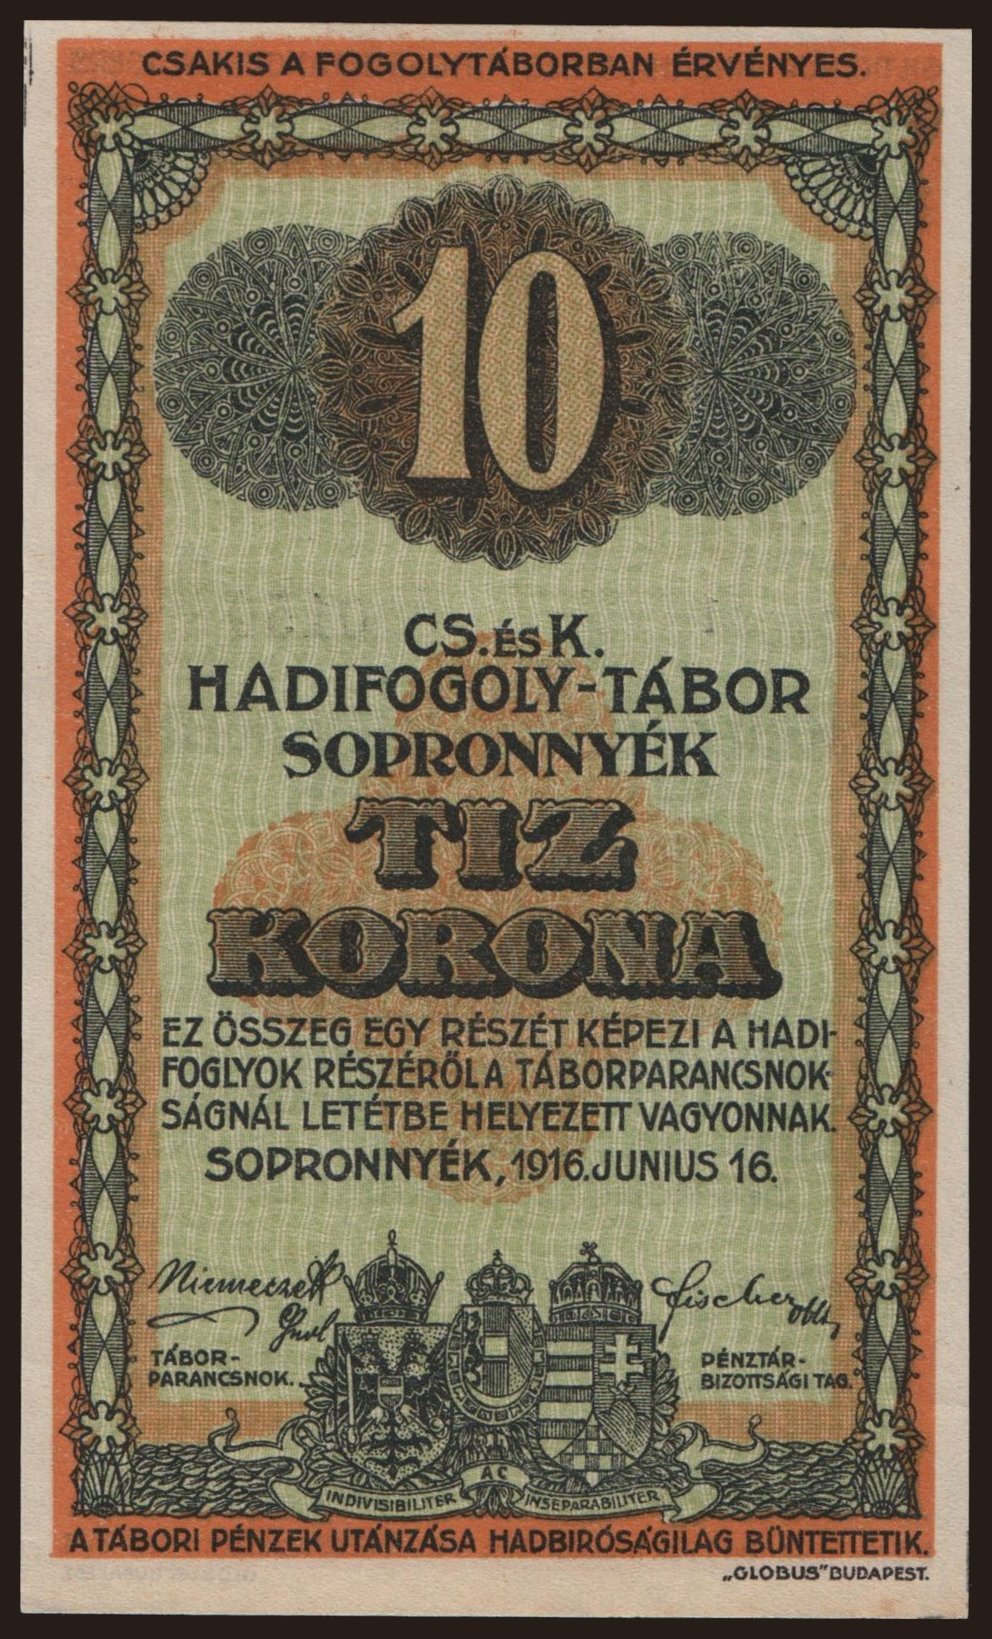 CSAKIS A FOGOLYTÁBORBAN ÉRVÉNYES.
10
CS. ÉS K.
HADIFOGOLY-TÁBOR
SOPRONNYÉK
TIZ
KORONA
EZ ÖSSZEG EGY RÉSZÉT KÉPEZI A HADI-
FOGLYOK RÉSZÉRŐL A TÁBORPARANCSNOK-
SÁGNÁL LETÉTBE HELYEZETT VAGYONNAK.
SOPRONNYÉK, 1916. JUNIUS 16.
Niemeczek
TÁBOR-
PARANCSNOK.
Fischer
PÉNZTÁR-
BIZOTTSÁGI TAG.
INDIVISIBILITER AC INSEPARABILITER
A TÁBORI PÉNZEK UTÁNZÁSA HADBIRÓSÁGILAG BÜNTETTETIK.
„GLOBUS" BUDAPEST.